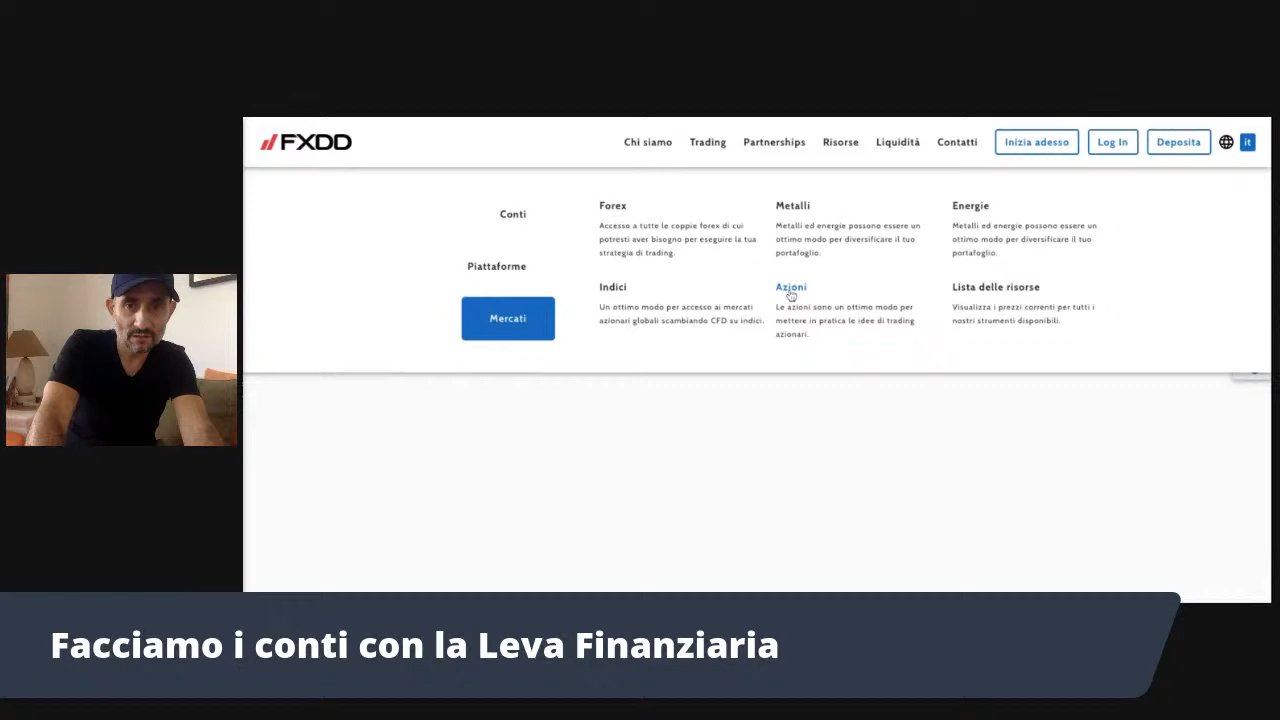 FXDD
Chi siamo Trading Partnerships Risorse Liquidità Contatti Inizia adesso Log In Deposita it
Conti
Piattaforme
Mercati
Forex
Accesso a tutte le coppie forex di cui
potresti aver bisogno per eseguire la tua
strategia di trading.
Metalli
Metalli ed energie possono essere un
ottimo modo per diversificare il tuo
portafoglio.
Energie
Metalli ed energie possono essere un
ottimo modo per diversificare il tuo
portafoglio.
Indici
Un ottimo modo per accesso ai mercati
azionari globali scambiando CFD su indici.
Azioni
Le azioni sono un ottimo modo per
mettere in pratica le idee di trading
azionari.
Lista delle risorse
Visualizza i prezzi correnti per tutti i
nostri strumenti disponibili.
Facciamo i conti con la Leva Finanziaria